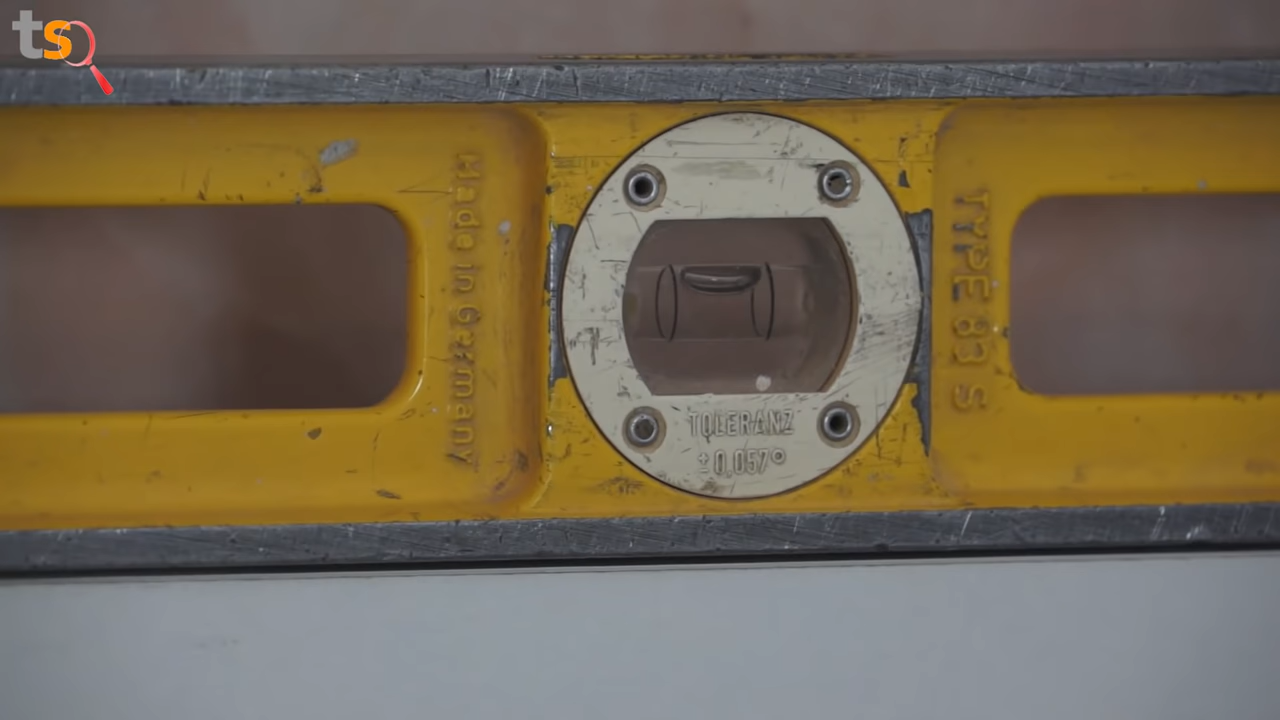 ts
Made in Germany
TOLERANZ
± 0,057°
TYPE 83 S